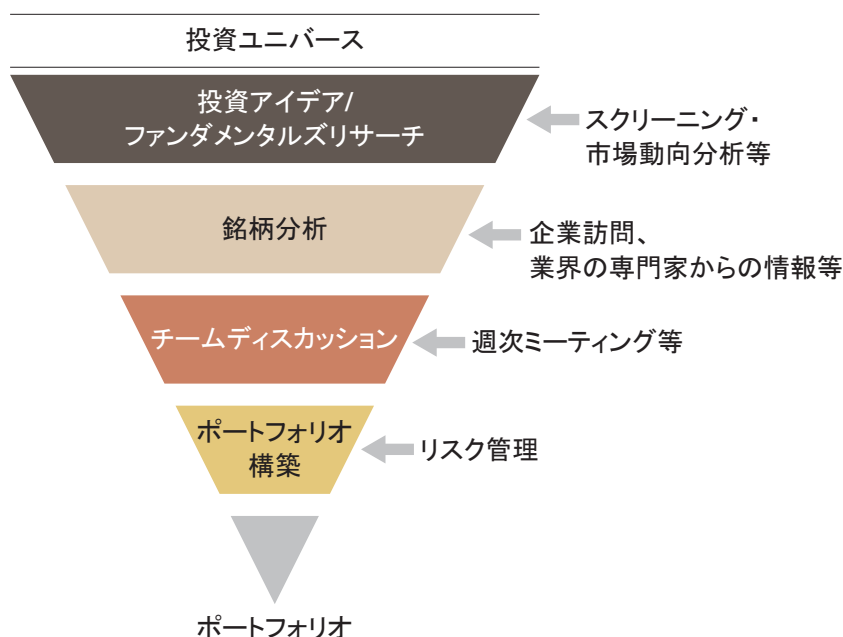 投資ユニバース
投資アイデア/
ファンダメンタルズリサーチ
スクリーニング・
市場動向分析等
銘柄分析
企業訪問、
業界の専門家からの情報等
チームディスカッション
週次ミーティング等
ポートフォリオ
構築
リスク管理
ポートフォリオ